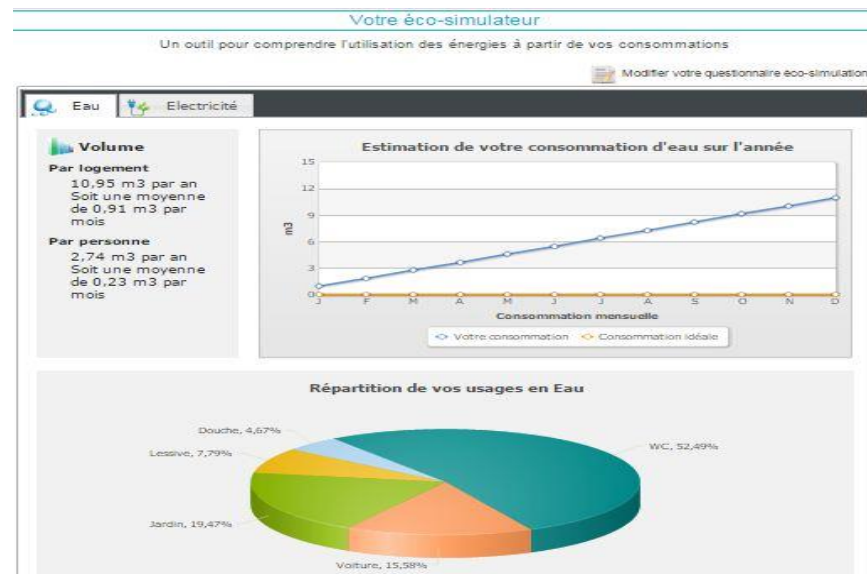 Votre éco-simulateur
Un outil pour comprendre l'utilisation des énergies à partir de vos consommations
Modifier votre questionnaire éco-simulation
Eau
Electricité
Volume
Par logement
10,95 m3 par an
Soit une moyenne
de 0,91 m3 par
mois
Par personne
2,74 m3 par an
Soit une moyenne
de 0,23 m3 par
mois
Estimation de votre consommation d'eau sur l'année
15
12
9
6
3
0
m3
J F M A M J J A S O N D
Consommation mensuelle
Votre consommation Consommation idéale
Répartition de vos usages en Eau
Douche, 4,67%
WC, 52,49%
Lessive, 7,79%
Jardin, 19,47%
Voiture, 15,58%